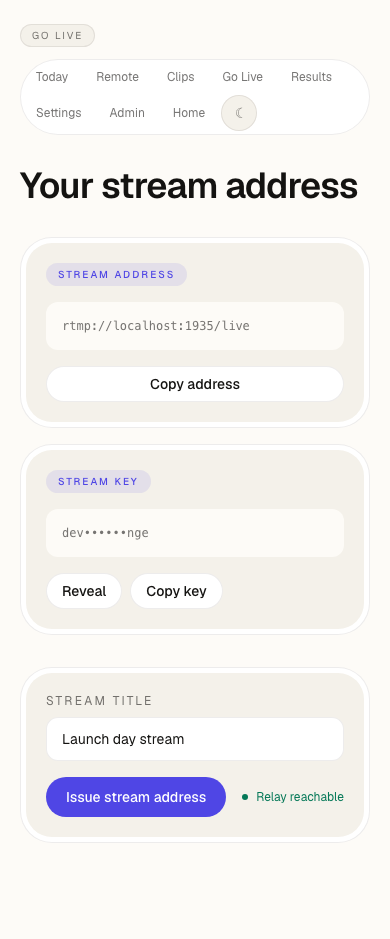 GO LIVE
Today Remote Clips Go Live Results
Settings Admin Home
Your stream address
STREAM ADDRESS
rtmp://localhost:1935/live
Copy address
STREAM KEY
dev••••••nge
Reveal Copy key
STREAM TITLE
Launch day stream
Issue stream address Relay reachable